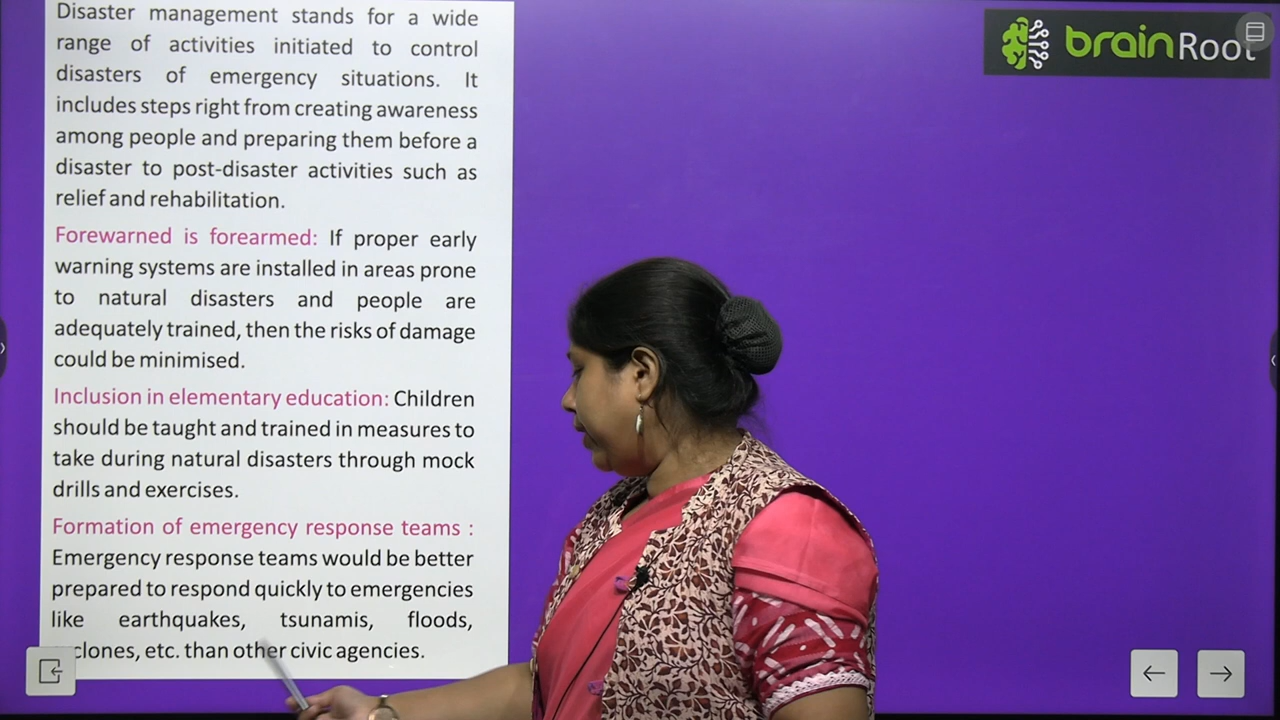 Disaster management stands for a wide
range of activities initiated to control
disasters of emergency situations. It
includes steps right from creating awareness
among people and preparing them before a
disaster to post-disaster activities such as
relief and rehabilitation.
Forewarned is forearmed: If proper early
warning systems are installed in areas prone
to natural disasters and people are
adequately trained, then the risks of damage
could be minimised.
Inclusion in elementary education: Children
should be taught and trained in measures to
take during natural disasters through mock
drills and exercises.
Formation of emergency response teams :
Emergency response teams would be better
prepared to respond quickly to emergencies
like earthquakes, tsunamis, floods,
clones, etc. than other civic agencies.
brainRoot